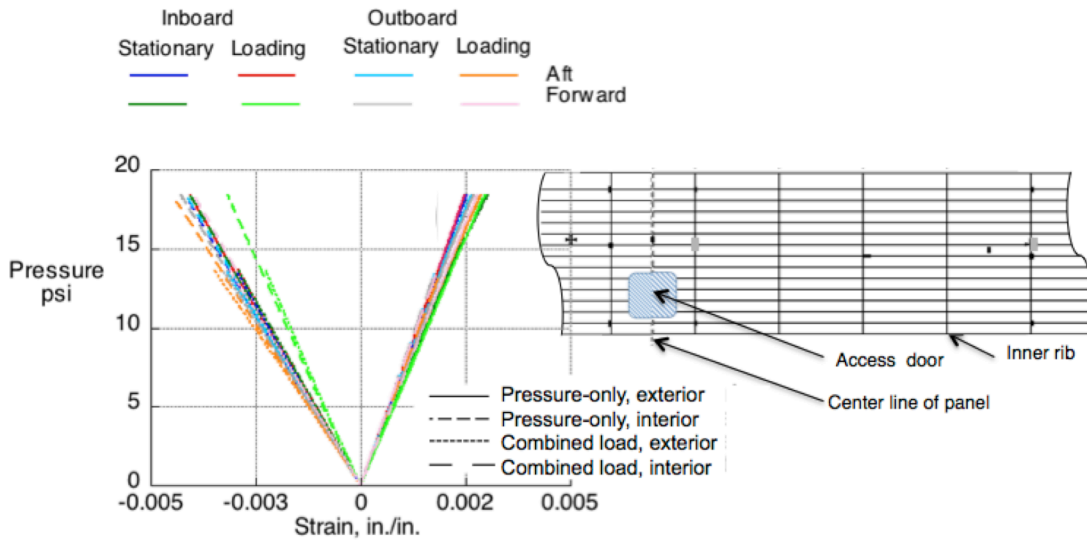 Inboard Outboard
Stationary Loading Stationary Loading
Aft
Forward
20
15
Pressure
psi
10
5
0
-0.005 -0.003 0 0.002 0.005
Strain, in./in.
Pressure-only, exterior
Pressure-only, interior
Combined load, exterior
Combined load, interior
Access door
Inner rib
Center line of panel